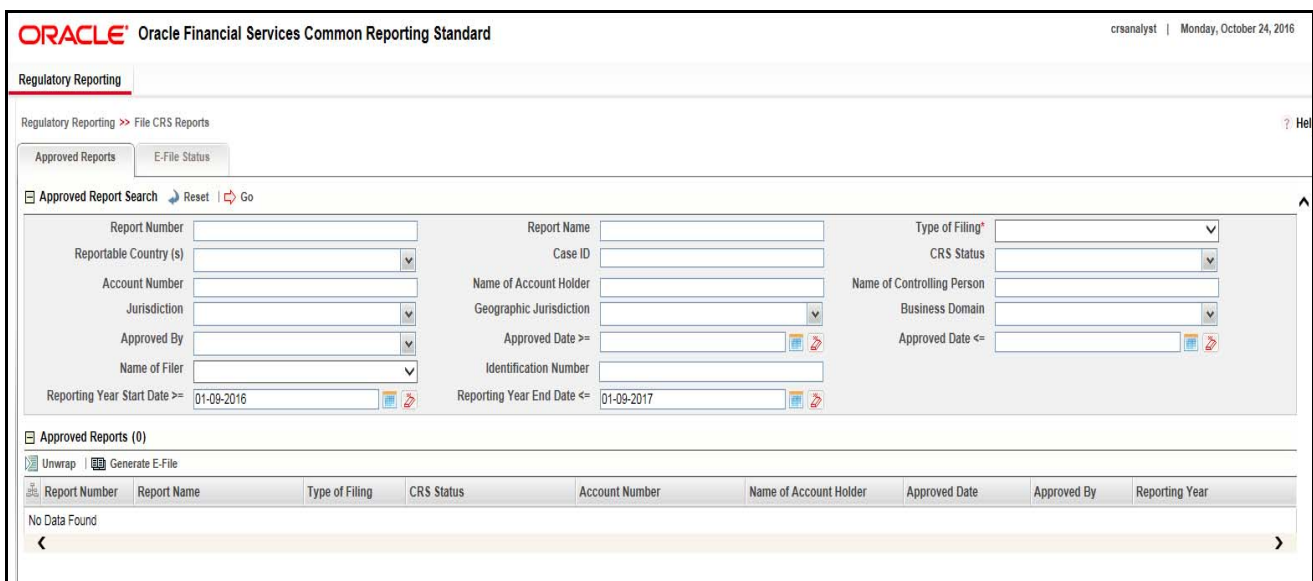 ORACLE Oracle Financial Services Common Reporting Standard
crsanalyst | Monday, October 24, 2016
Regulatory Reporting
Regulatory Reporting >> File CRS Reports
? Hel
Approved Reports E-File Status
Approved Report Search Reset | Go
Report Number Report Name Type of Filing*
Reportable Country (s) Case ID CRS Status
Account Number Name of Account Holder Name of Controlling Person
Jurisdiction Geographic Jurisdiction Business Domain
Approved By Approved Date >= Approved Date <=
Name of Filer Identification Number
Reporting Year Start Date >= 01-09-2016 Reporting Year End Date <= 01-09-2017
Approved Reports (0)
Unwrap | Generate E-File
Report Number Report Name Type of Filing CRS Status Account Number Name of Account Holder Approved Date Approved By Reporting Year
No Data Found